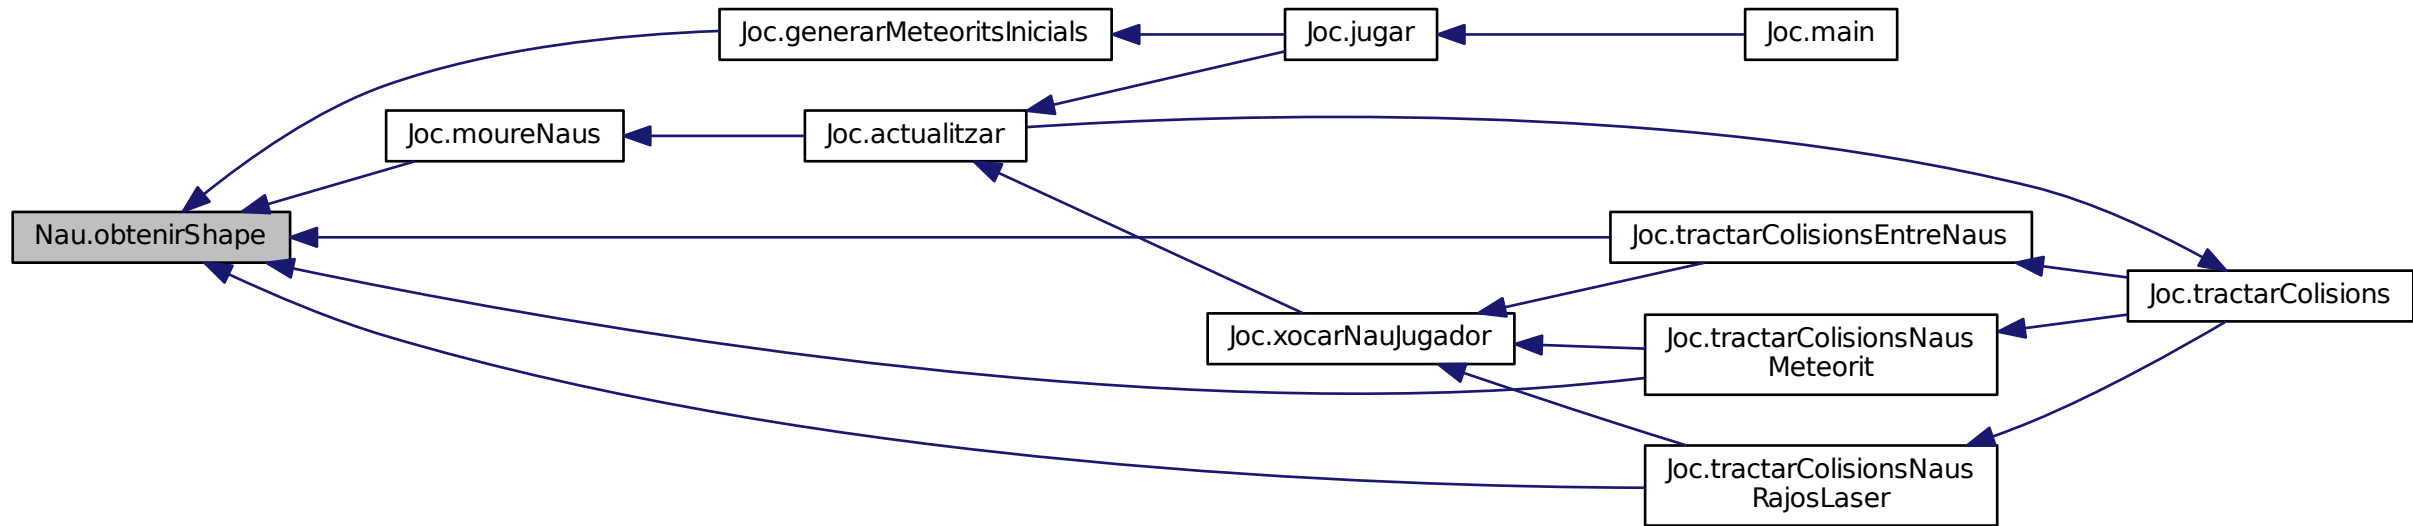 Joc.generarMeteoritsInicials
Joc.jugar
Joc.main
Joc.moureNaus
Joc.actualitzar
Nau.obtenirShape
Joc.tractarColisionsEntreNaus
Joc.tractarColisions
Joc.xocarNauJugador
Joc.tractarColisionsNaus
Meteorit
Joc.tractarColisionsNaus
RajosLaser